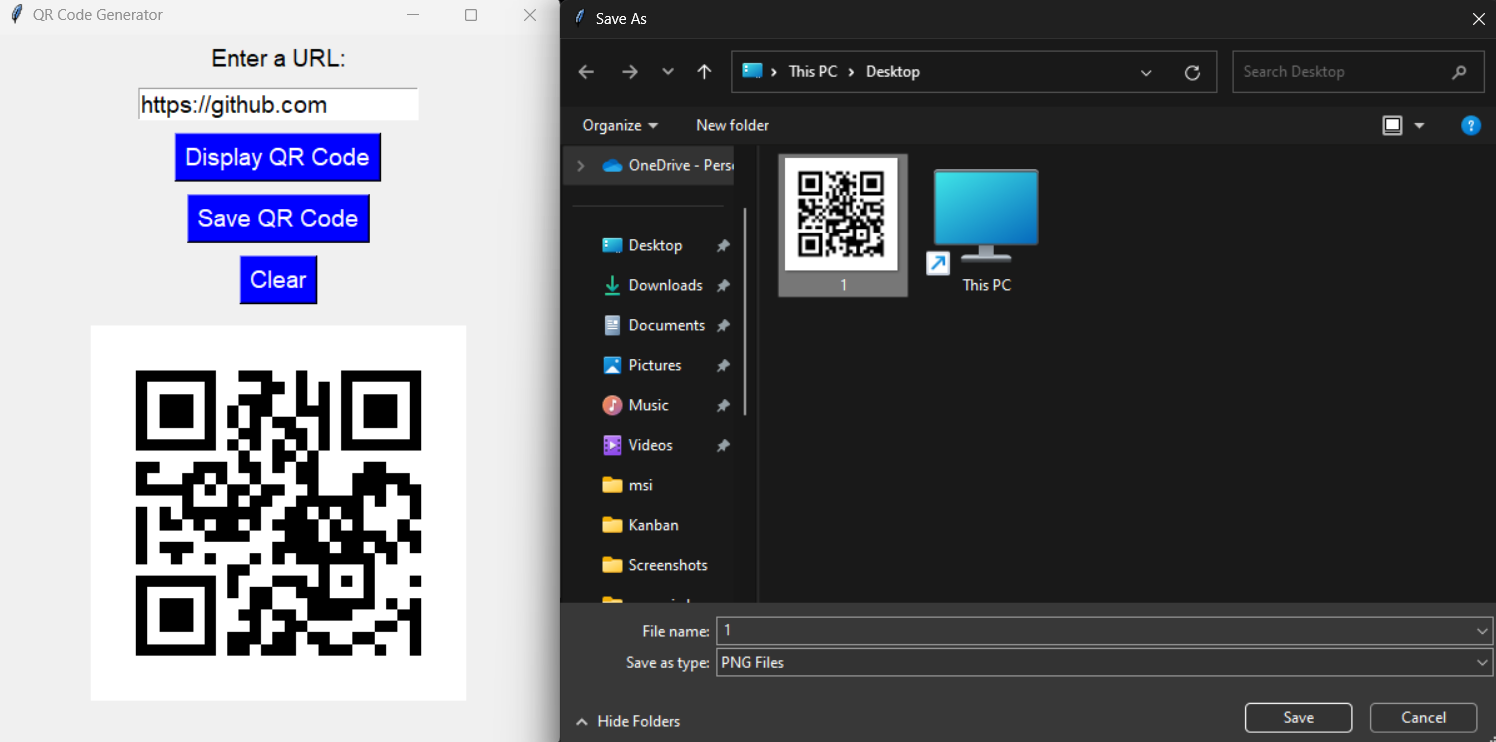 QR Code Generator
Enter a URL:
https://github.com
Display QR Code
Save QR Code
Clear
Save As
This PC
Desktop
Search Desktop
Organize
New folder
?
OneDrive - Pers
Desktop
Downloads
Documents
Pictures
Music
Videos
msi
Kanban
Screenshots
1
This PC
File name:
1
Save as type:
PNG Files
Hide Folders
Save
Cancel